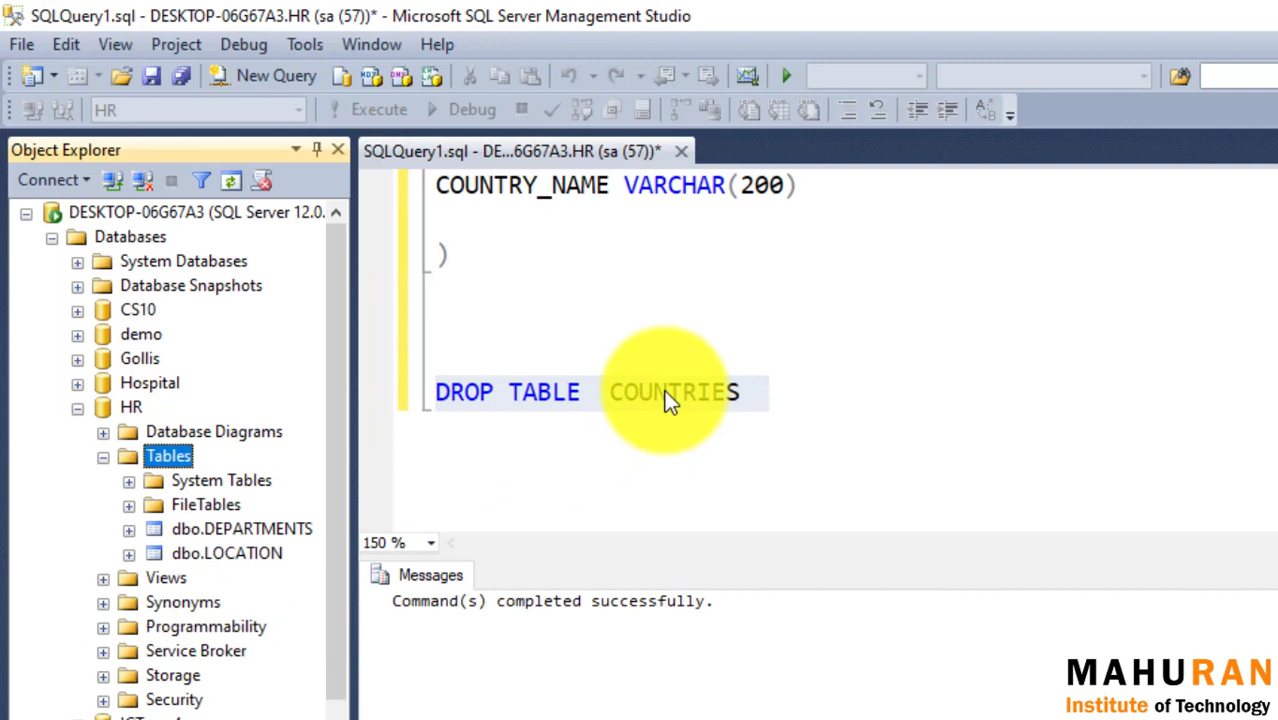 SQLQuery1.sql - DESKTOP-06G67A3.HR (sa (57))* - Microsoft SQL Server Management Studio
File Edit View Project Debug Tools Window Help
New Query
HR Execute Debug
Object Explorer
SQLQuery1.sql - DE...6G67A3.HR (sa (57))*
Connect
COUNTRY_NAME VARCHAR(200)
)
DROP TABLE COUNTRIES
DESKTOP-06G67A3 (SQL Server 12.0.
Databases
System Databases
Database Snapshots
CS10
demo
Gollis
Hospital
HR
Database Diagrams
Tables
System Tables
FileTables
dbo.DEPARTMENTS
dbo.LOCATION
Views
Synonyms
Programmability
Service Broker
Storage
Security
150 %
Messages
Command(s) completed successfully.
MAHURAN
Institute of Technology